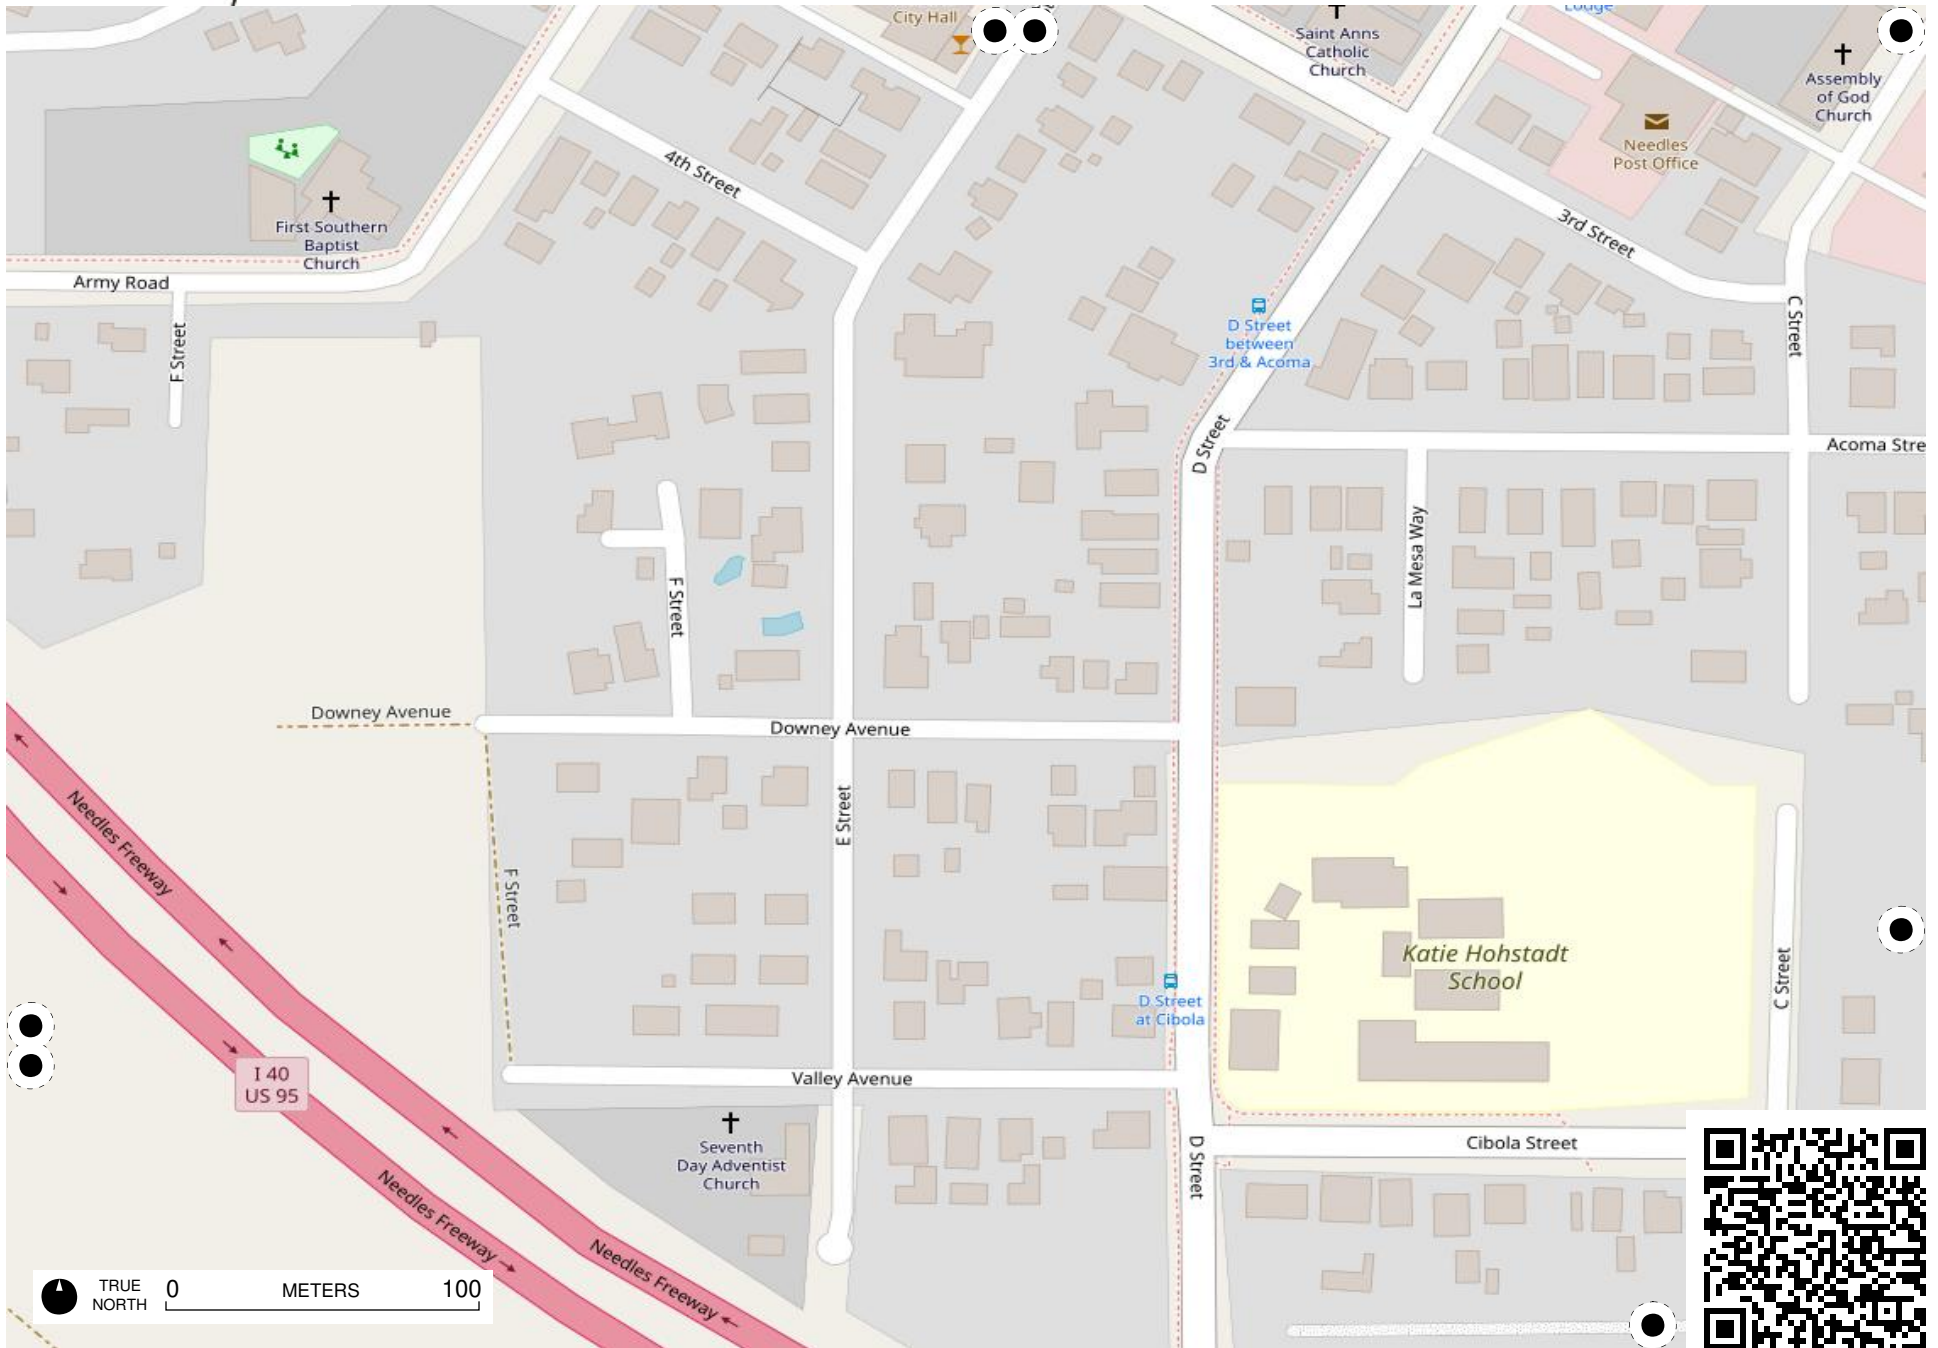 City Hall
Saint Anns
Catholic
Church
Lodge
Assembly
of God
Church
Needles
Post Office
4th Street
3rd Street
First Southern
Baptist
Church
Army Road
F Street
D Street
between
3rd & Acoma
C Street
D Street
Acoma Stre
La Mesa Way
F Street
Downey Avenue
Downey Avenue
E Street
Needles Freeway
F Street
Katie Hohstadt
School
C Street
D Street
at Cibola
I 40
US 95
Valley Avenue
Seventh
Day Adventist
Church
D Street
Cibola Street
Needles Freeway
Needles Freeway
TRUE
NORTH
0 METERS 100